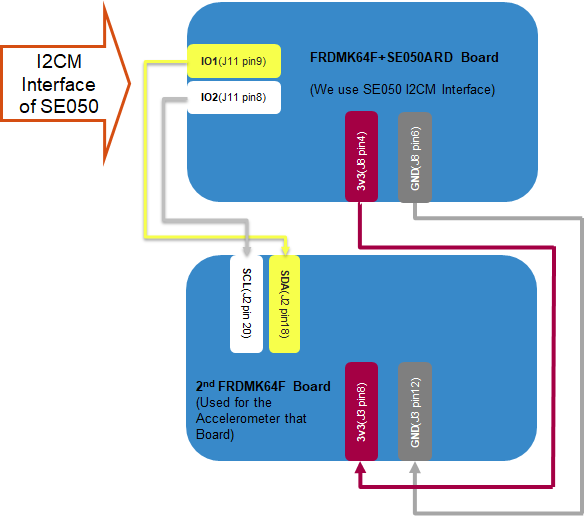 I2CM
Interface
of SE050
IO1(J11 pin9)
IO2(J11 pin8)
FRDMK64F+SE050ARD Board
(We use SE050 I2CM Interface)
3v3(J8 pin4)
GND(J8 pin6)
SCL(J2 pin 20)
SDA(J2 pin18)
2nd FRDMK64F Board
(Used for the
Accelerometer that
Board)
3v3(J3 pin8)
GND(J3 pin12)